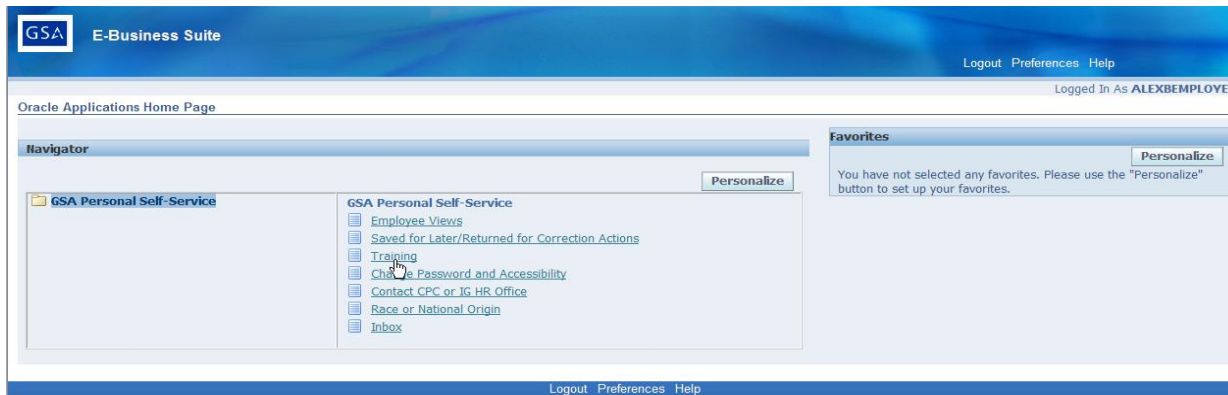 GSA E-Business Suite
Logout Preferences Help
Logged In As ALEXBEMPLOYE
Oracle Applications Home Page
Navigator
Personalize
GSA Personal Self-Service
GSA Personal Self-Service
Employee Views
Saved for Later/Returned for Correction Actions
Training
Change Password and Accessibility
Contact CPC or IG HR Office
Race or National Origin
Inbox
Favorites
Personalize
You have not selected any favorites. Please use the "Personalize"
button to set up your favorites.
Logout Preferences Help